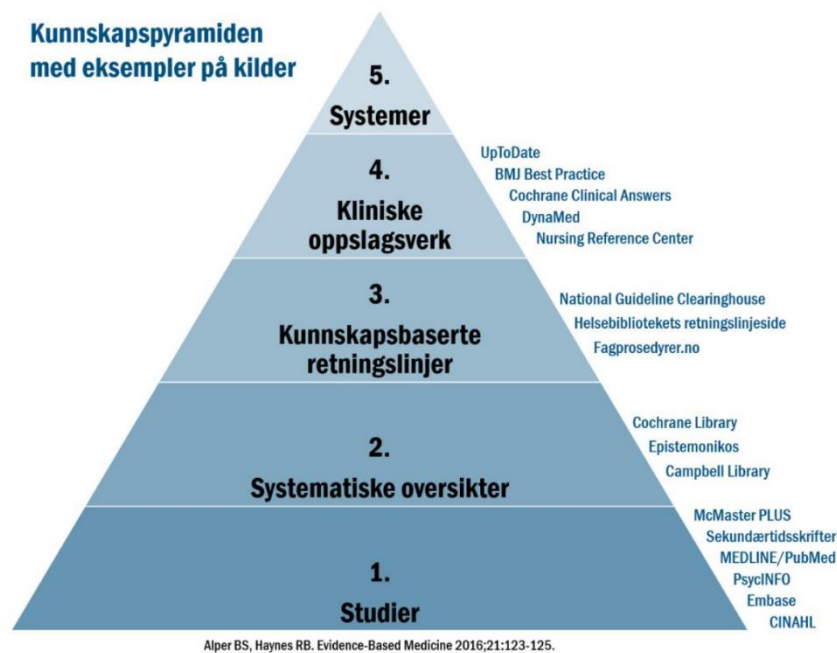 Kunnskapspyramiden
med eksempler på kilder
5.
Systemer
4.
Kliniske
oppslagsverk
UpToDate
BMJ Best Practice
Cochrane Clinical Answers
DynaMed
Nursing Reference Center
3.
Kunnskapsbaserte
retningslinjer
National Guideline Clearinghouse
Helsebibliotekets retningslinjeside
Fagprosedyrer.no
2.
Systematiske oversikter
Cochrane Library
Epistemonikos
Campbell Library
1.
Studier
McMaster PLUS
Sekundærtidsskrifter
MEDLINE/PubMed
PsycINFO
Embase
CINAHL
Alper BS, Haynes RB. Evidence-Based Medicine 2016;21:123-125.